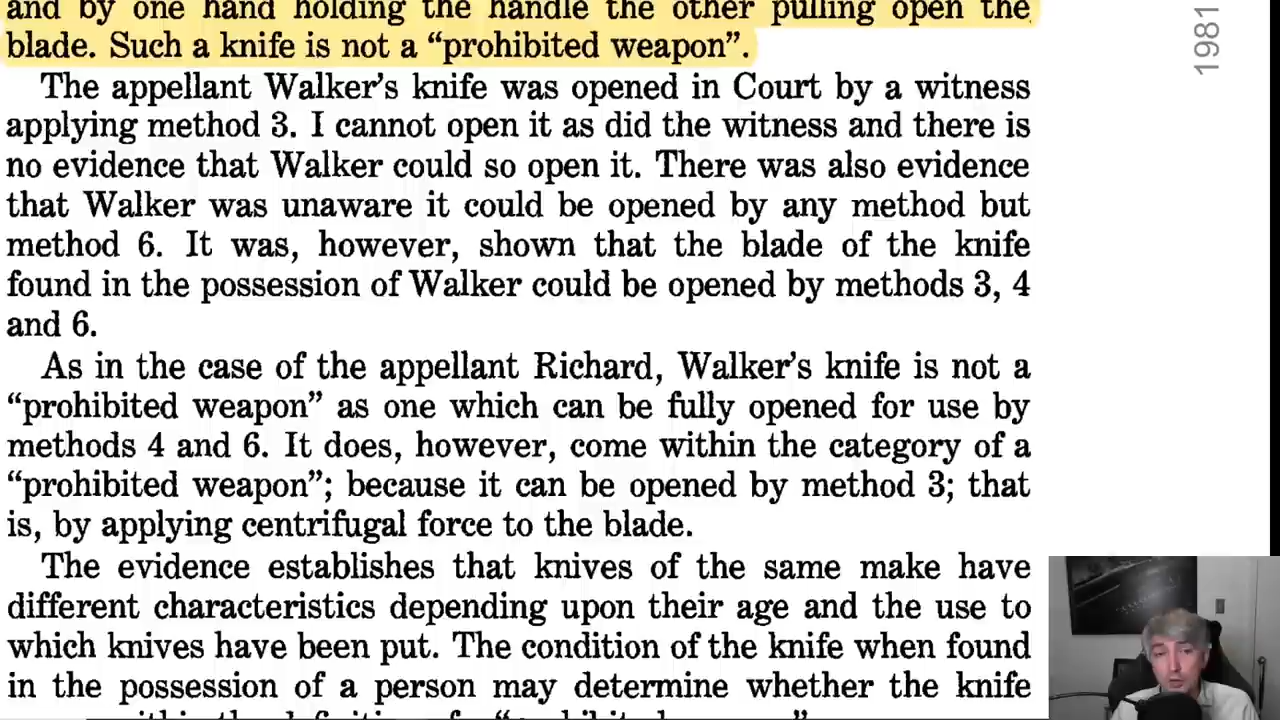 and by one hand holding the handle the other pulling open the
blade. Such a knife is not a “prohibited weapon”.
The appellant Walker’s knife was opened in Court by a witness
applying method 3. I cannot open it as did the witness and there is
no evidence that Walker could so open it. There was also evidence
that Walker was unaware it could be opened by any method but
method 6. It was, however, shown that the blade of the knife
found in the possession of Walker could be opened by methods 3, 4
and 6.
As in the case of the appellant Richard, Walker’s knife is not a
“prohibited weapon” as one which can be fully opened for use by
methods 4 and 6. It does, however, come within the category of a
“prohibited weapon”; because it can be opened by method 3; that
is, by applying centrifugal force to the blade.
The evidence establishes that knives of the same make have
different characteristics depending upon their age and the use to
which knives have been put. The condition of the knife when found
in the possession of a person may determine whether the knife
1981